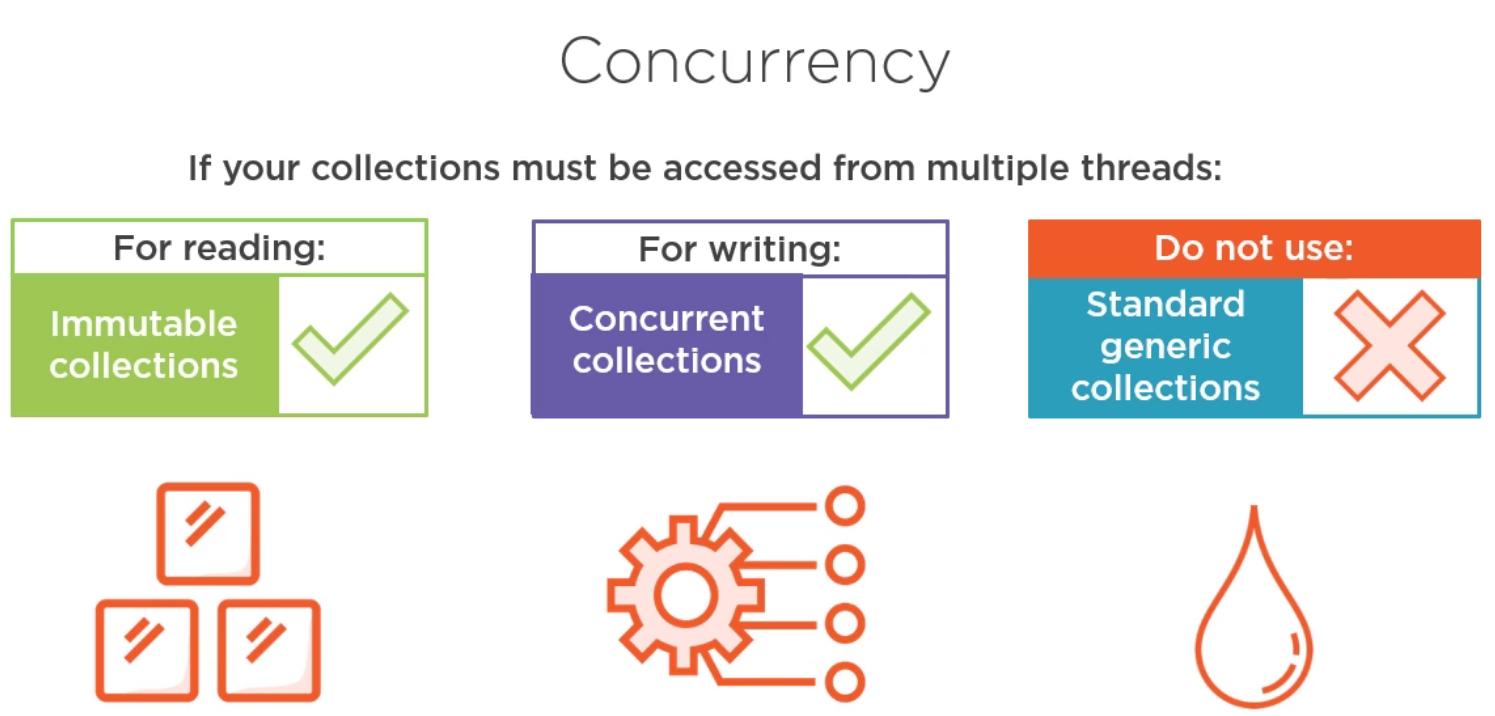 Concurrency
If your collections must be accessed from multiple threads:
For reading:
Immutable
collections
For writing:
Concurrent
collections
Do not use:
Standard
generic
collections